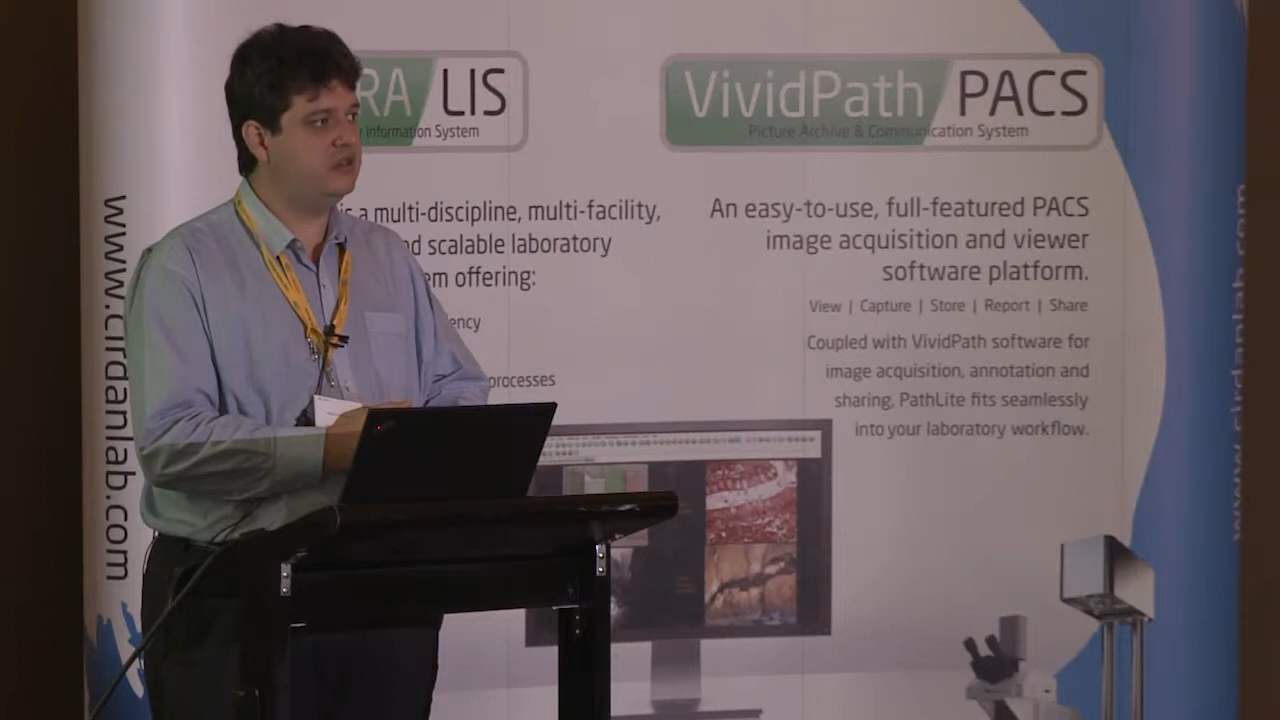 RA LIS
information System
VividPath PACS
Picture Archive & Communication System
is a multi-discipline, multi-facility,
scalable laboratory
offering:
processes
An easy-to-use, full-featured PACS
image acquisition and viewer
software platform.
View | Capture | Store | Report | Share
Coupled with VividPath software for
image acquisition, annotation and
sharing, PathLite fits seamlessly
into your laboratory workflow.
www.cirdanlab.com
www.cirdanlab.com